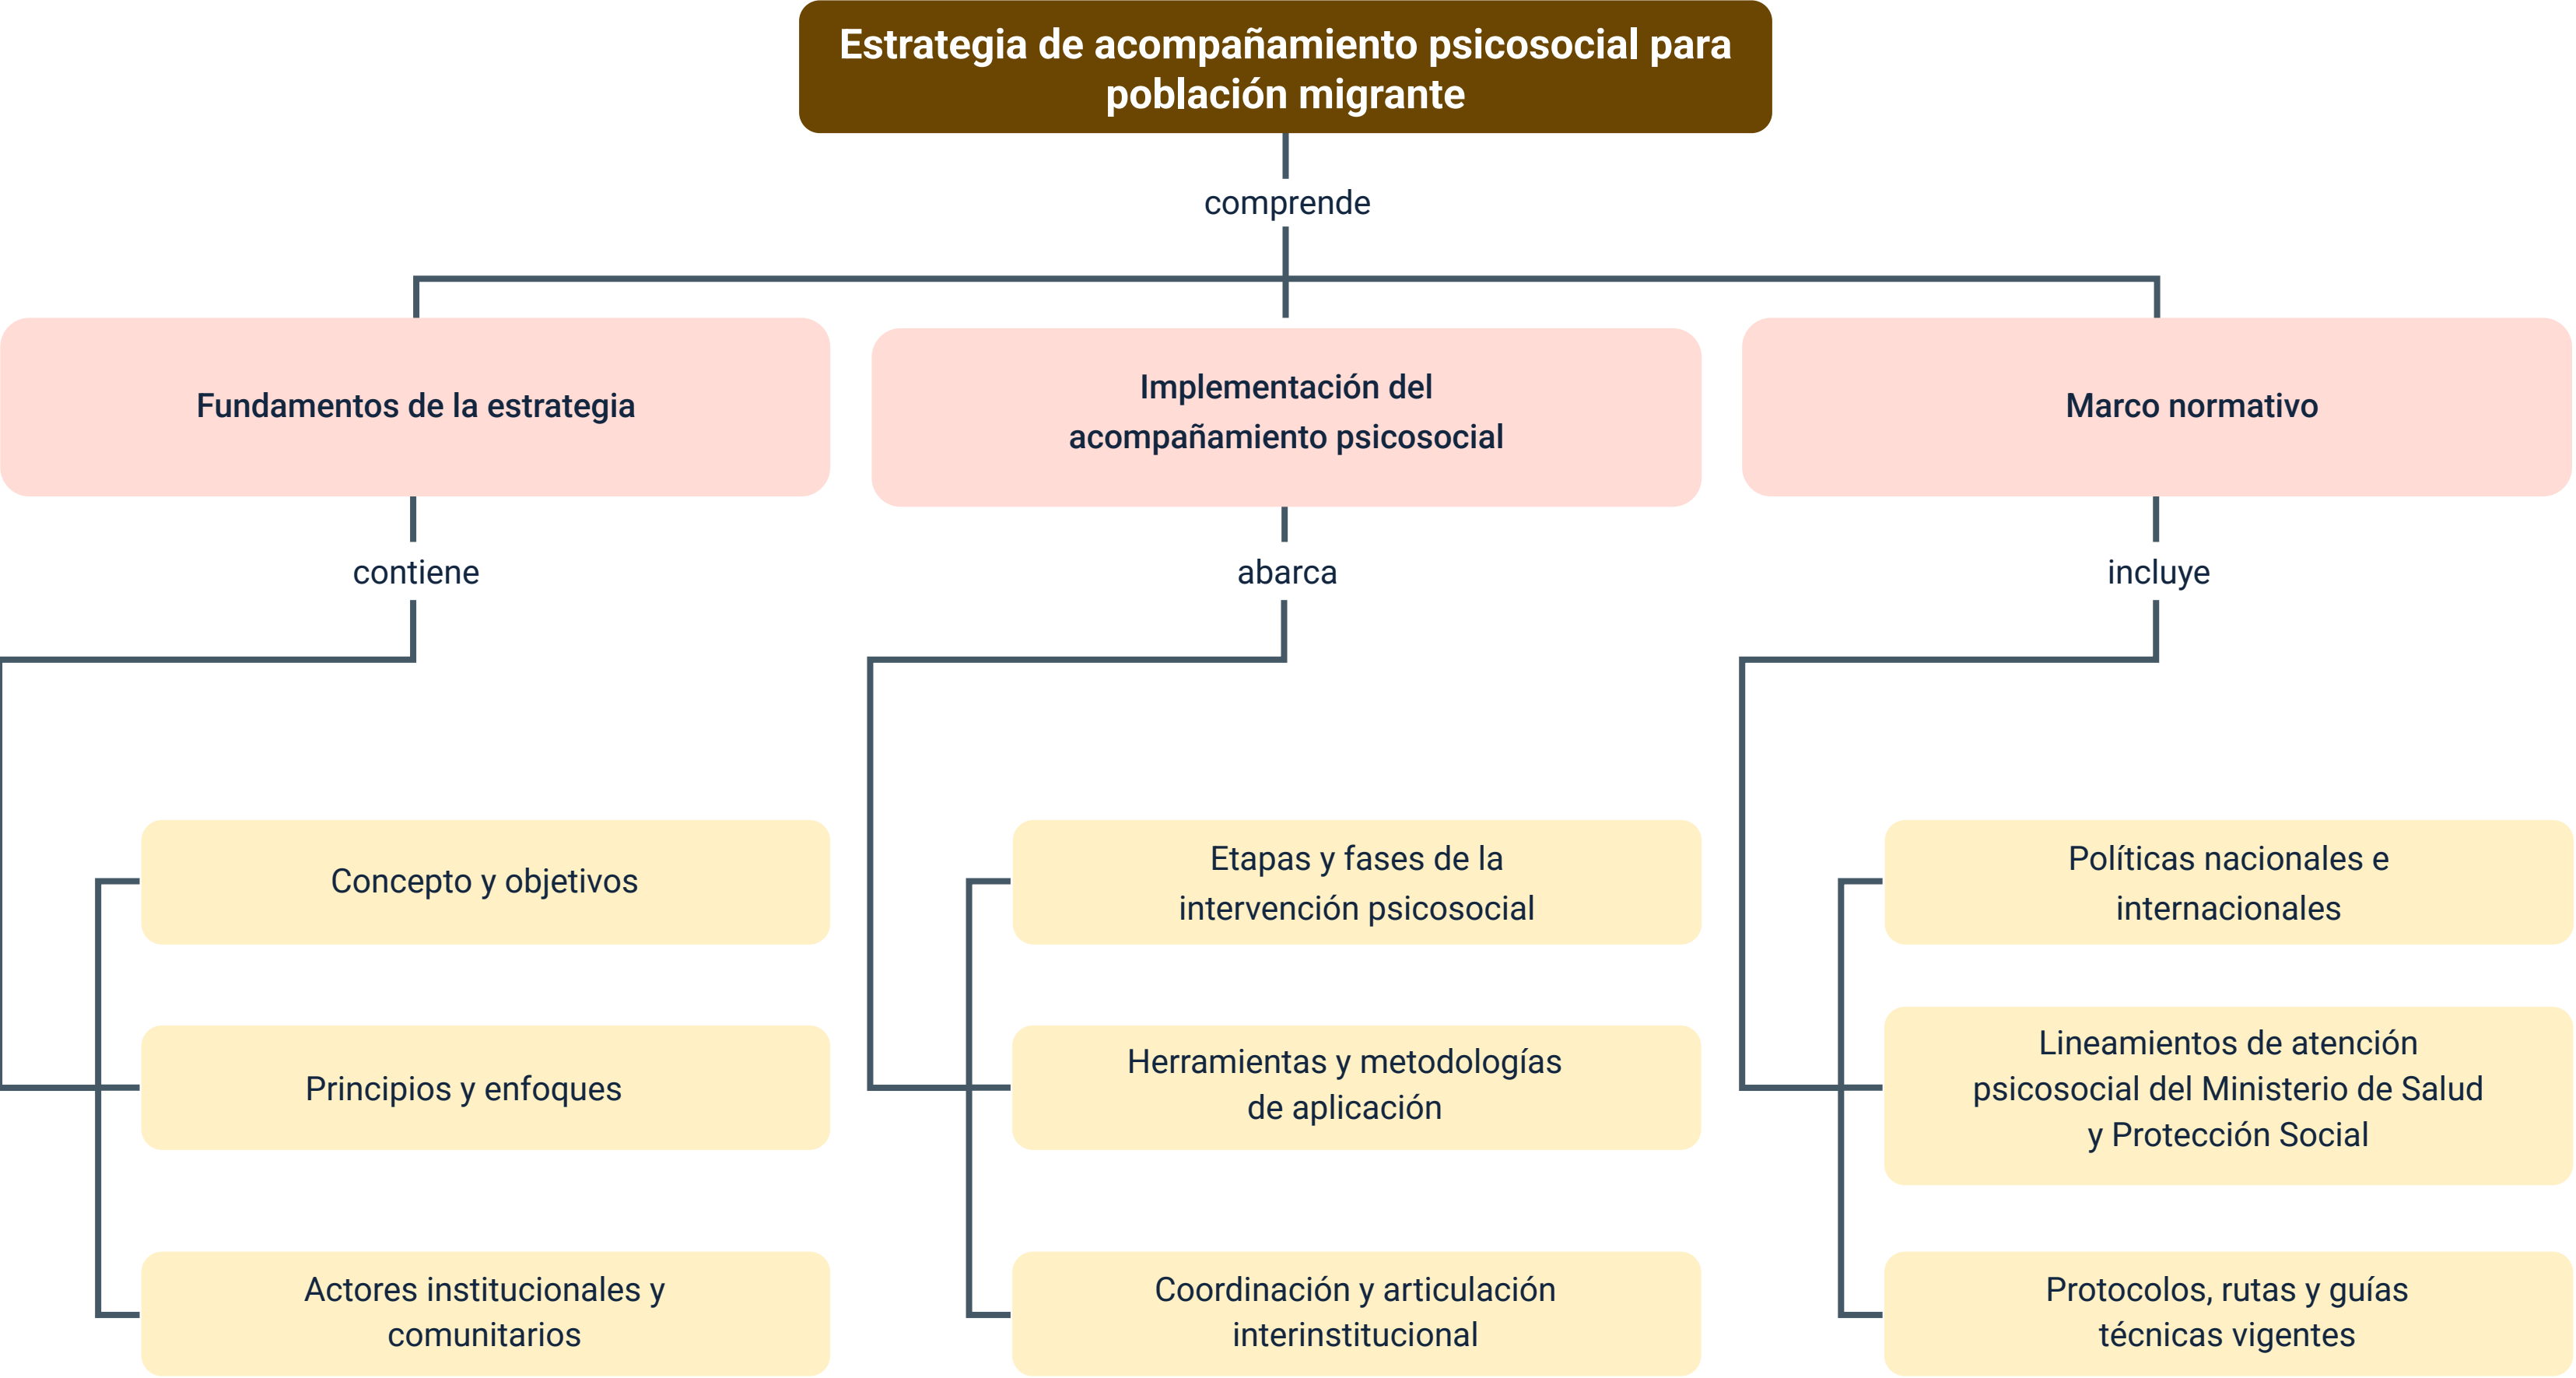 Estrategia de acompañamiento psicosocial para
población migrante
comprende
Fundamentos de la estrategia
Implementación del
acompañamiento psicosocial
Marco normativo
contiene
abarca
incluye
Concepto y objetivos
Principios y enfoques
Actores institucionales y
comunitarios
Etapas y fases de la
intervención psicosocial
Herramientas y metodologías
de aplicación
Coordinación y articulación
interinstitucional
Políticas nacionales e
internacionales
Lineamientos de atención
psicosocial del Ministerio de Salud
y Protección Social
Protocolos, rutas y guías
técnicas vigentes